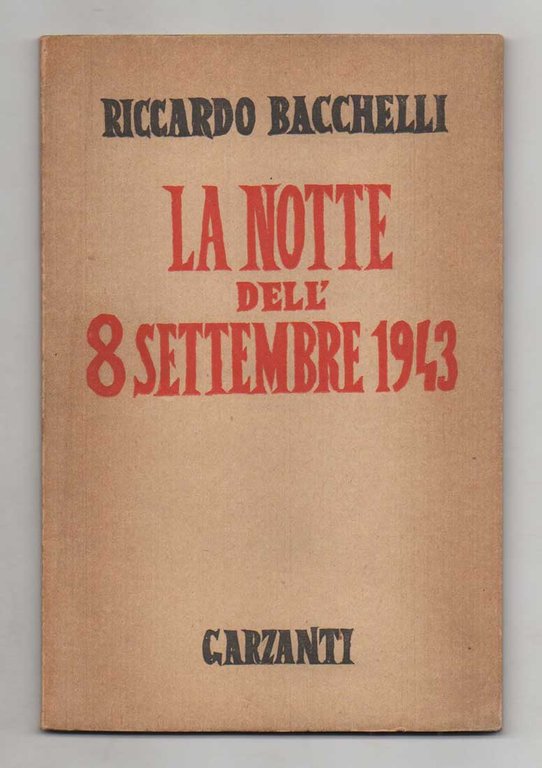 RICCARDO BACCHELLI
LA NOTTE
DELL'
8 SETTEMBRE 1943
GARZANTI